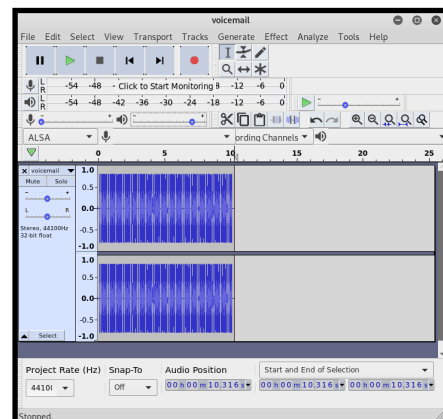 voicemail
File Edit Select View Transport Tracks Generate Effect Analyze Tools Help
L R -54 -48 - Click to Start Monitoring 8 -12 -6 0
L R -54 -48 -42 -36 -30 -24 -18 -12 -6 0
- +
- + - +
ALSA ording Channels
0 5 10 15 20 25
voicemail 1.0
Mute Solo 0.5
- + 0.0
L R -0.5
Stereo, 44100Hz -1.0
32-bit float
1.0
0.5
0.0
-0.5
Select -1.0
Project Rate (Hz) Snap-To Audio Position Start and End of Selection
44100 Off 00 h 00 m 10.316 s 00 h 00 m 10.316 s 00 h 00 m 10.316 s
Stopped.